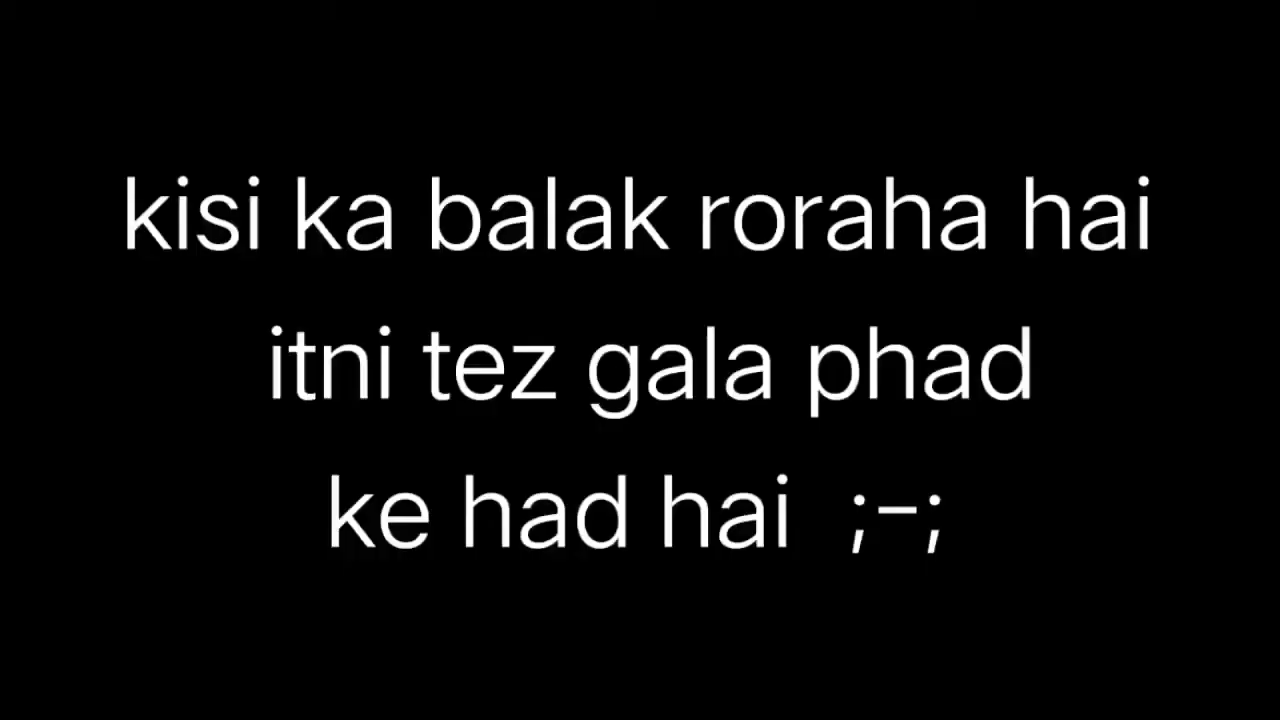 kisi ka balak roraha hai
itni tez gala phad
ke had hai ;-;